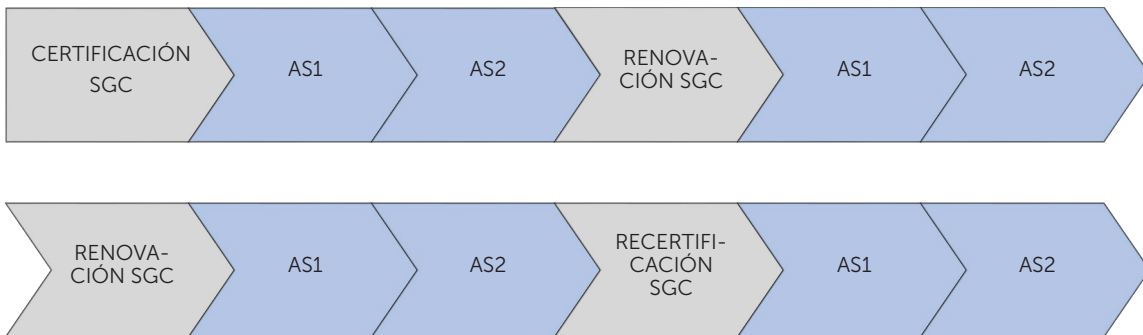 CERTIFICACIÓN
SGC
AS1
AS2
RENOVA-
CIÓN SGC
AS1
AS2
RENOVA-
CIÓN SGC
AS1
AS2
RECERTIFI-
CACIÓN
SGC
AS1
AS2